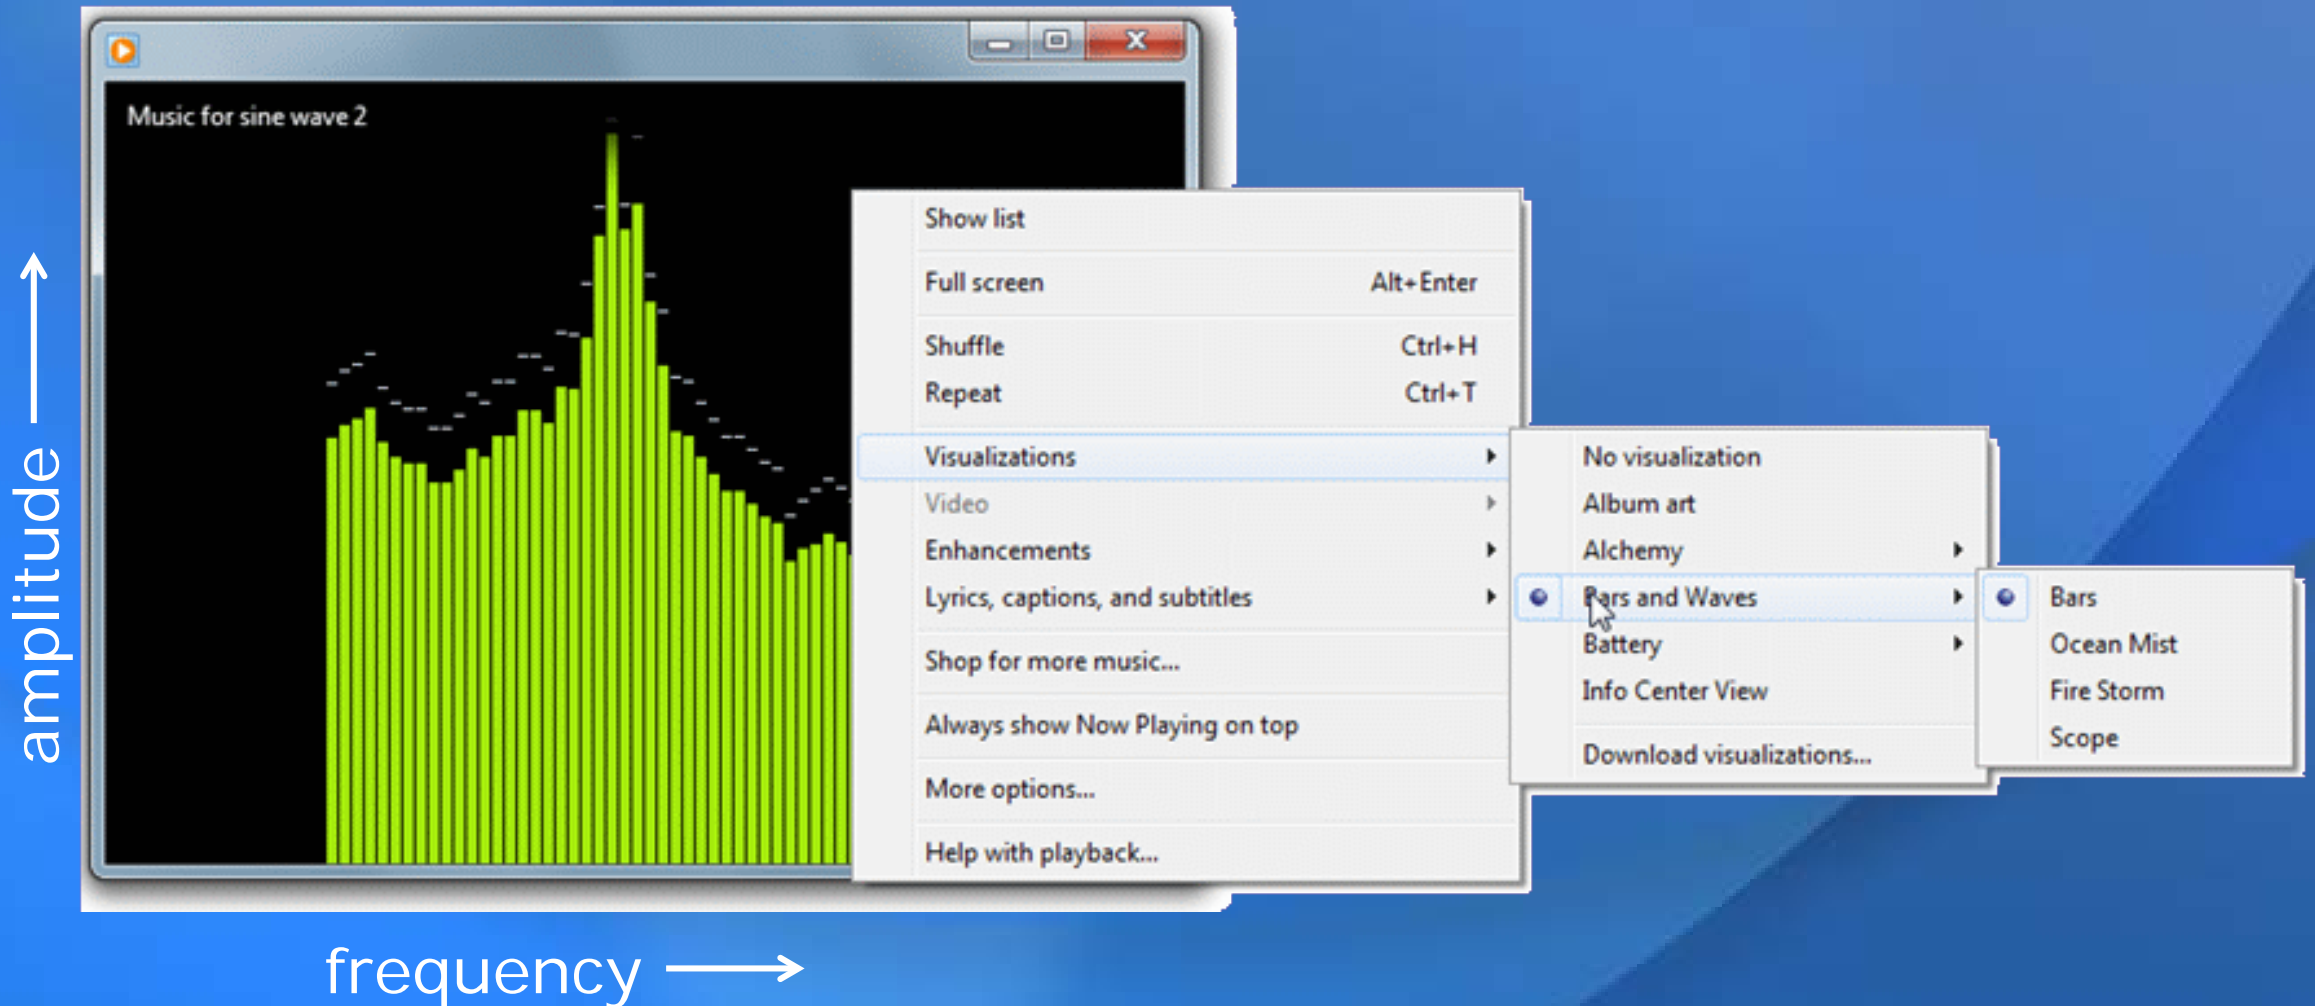 Music for sine wave 2
amplitude
frequency
Show list
Full screen Alt+Enter
Shuffle Ctrl+H
Repeat Ctrl+T
Visualizations
Video
Enhancements
Lyrics, captions, and subtitles
Shop for more music...
Always show Now Playing on top
More options...
Help with playback...
No visualization
Album art
Alchemy
Bars and Waves
Battery
Info Center View
Download visualizations...
Bars
Ocean Mist
Fire Storm
Scope